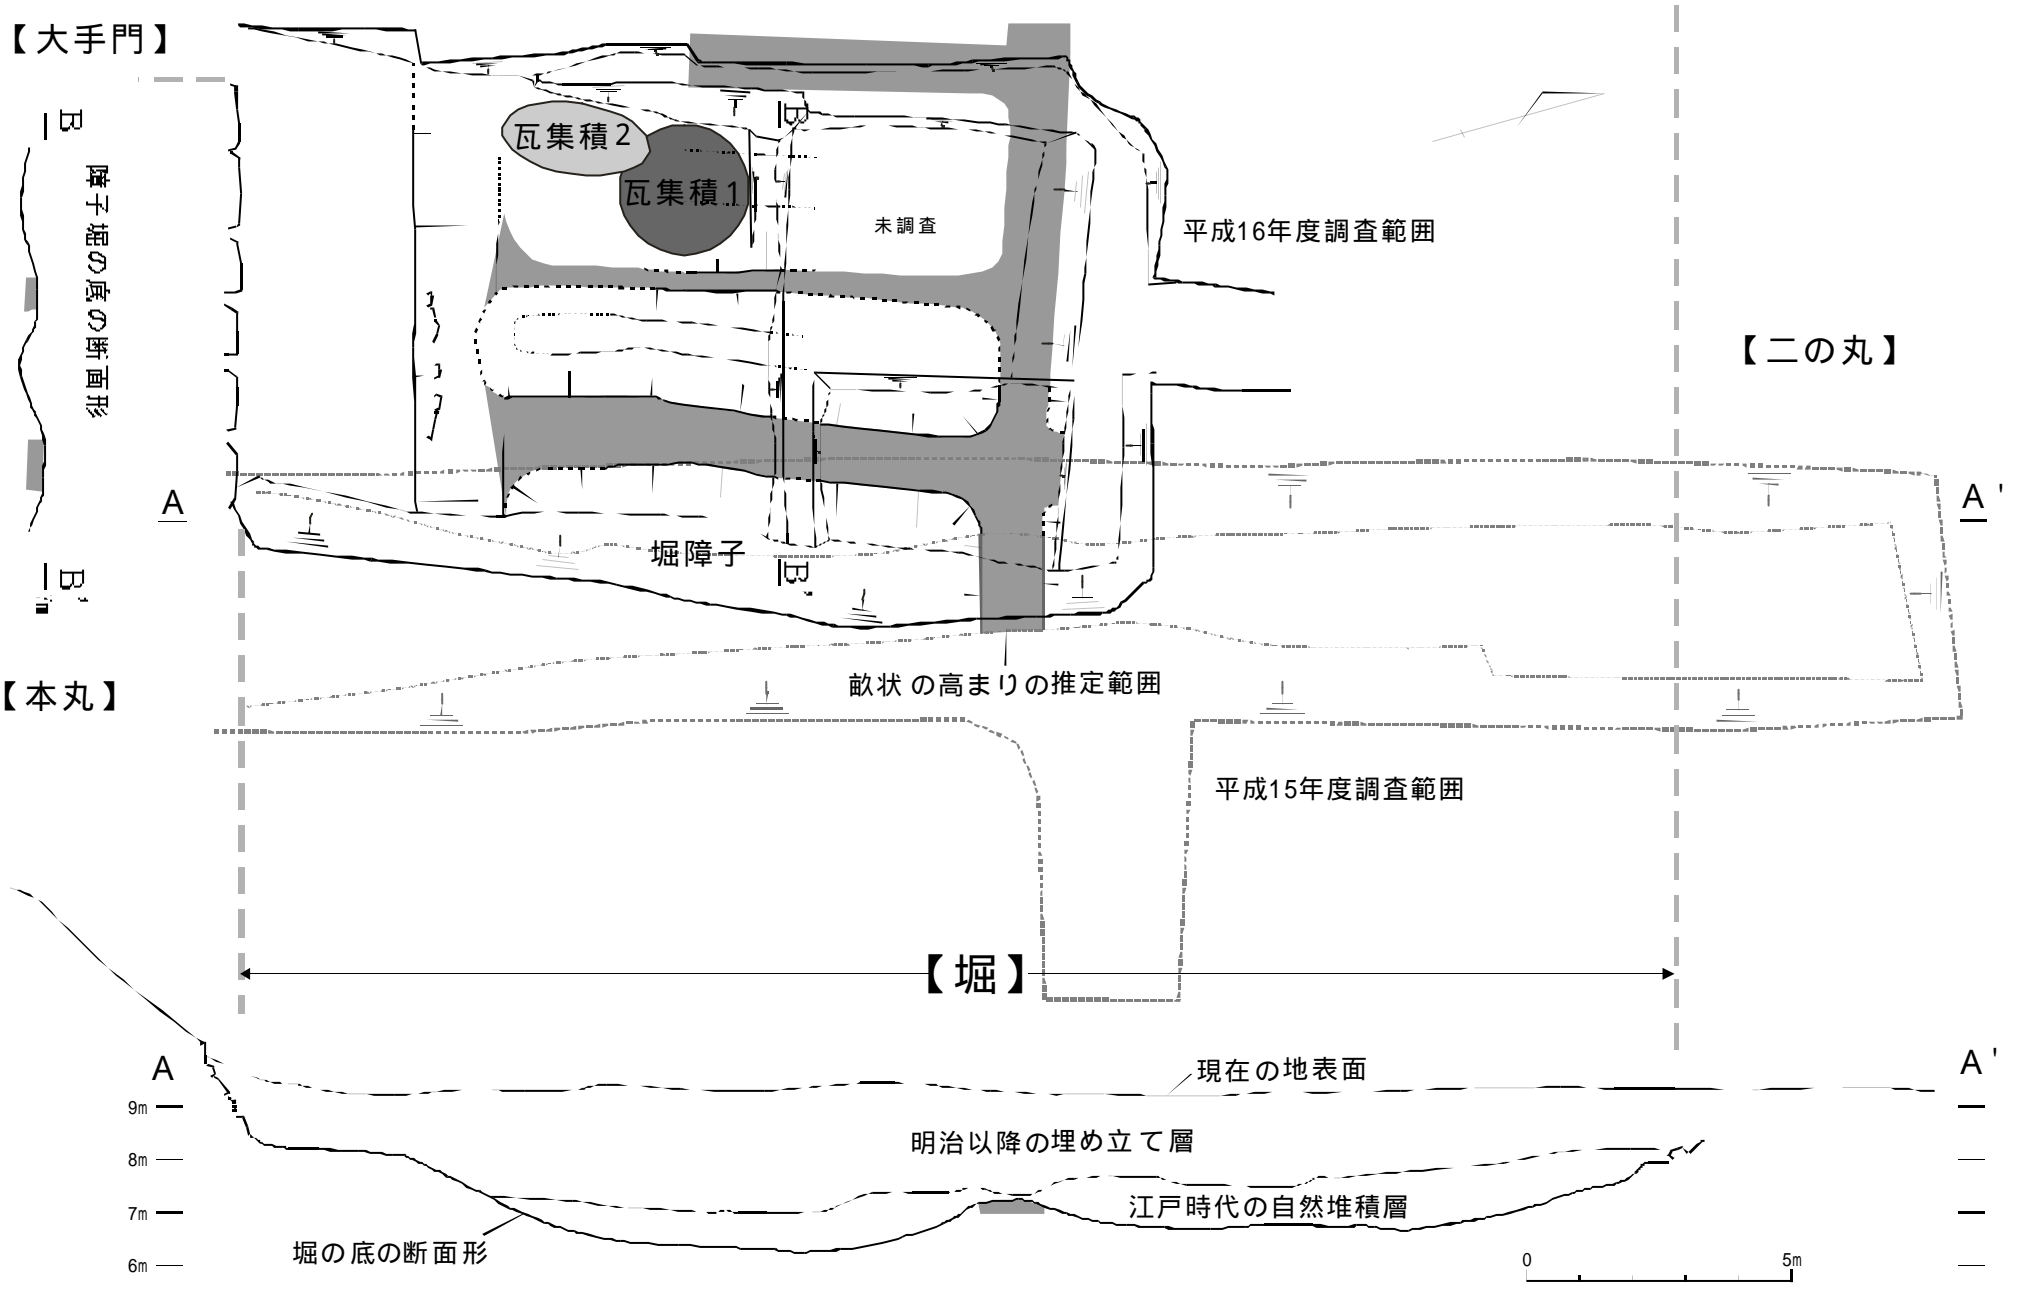 【大手門】
B
障子堀の底の断面形
B'
B
瓦集積2
瓦集積1
未調査
平成16年度調査範囲
【二の丸】
A
A'
堀障子
B'
【本丸】
畝状の高まりの推定範囲
平成15年度調査範囲
【堀】
A
A'
現在の地表面
9m
明治以降の埋め立て層
8m
江戸時代の自然堆積層
7m
堀の底の断面形
6m
0 5m